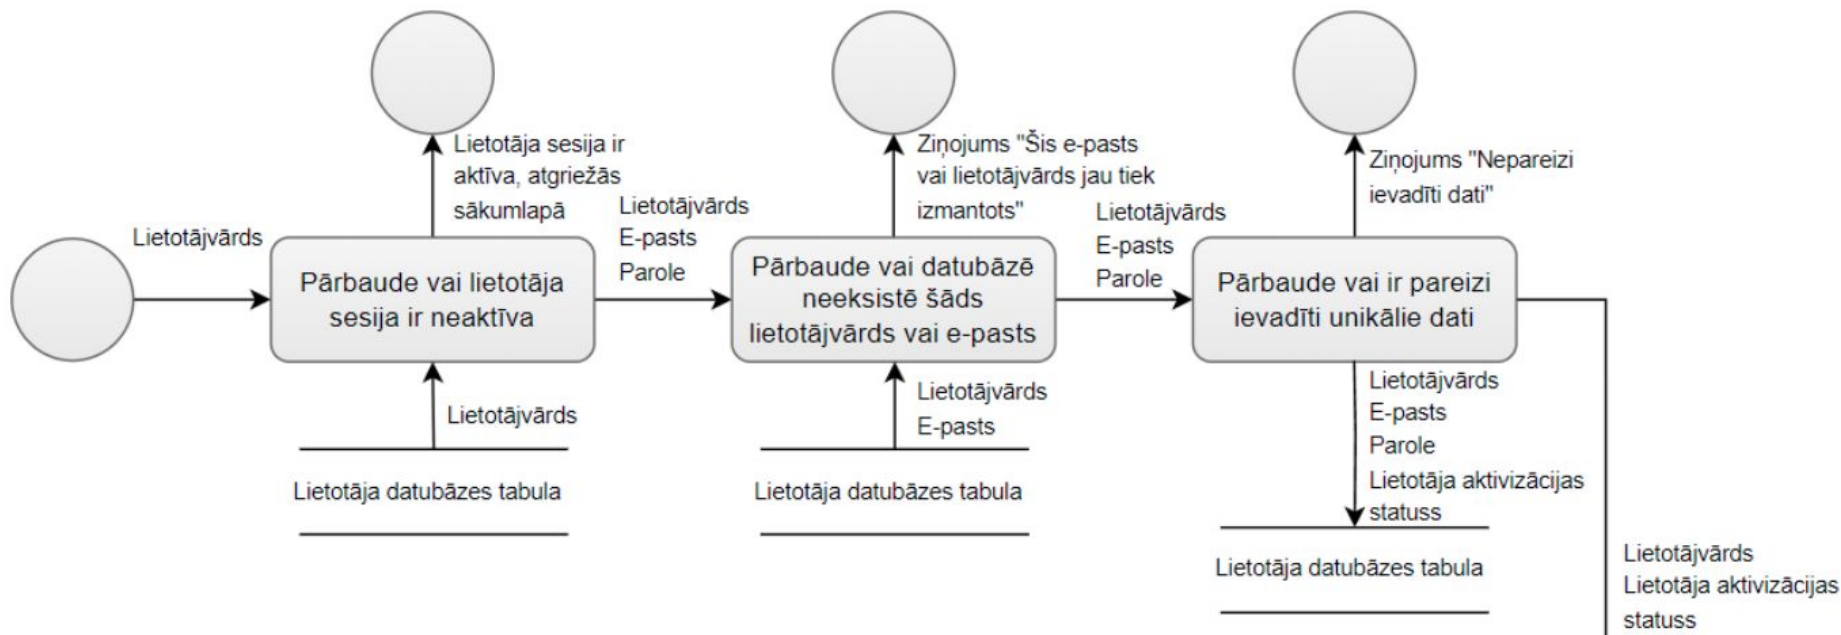 Lietotājvārds
Lietotāja sesija ir
aktīva, atgriežās
sākumlapā
Pārbaude vai lietotāja
sesija ir neaktīva
Lietotājvārds
Lietotāja datubāzes tabula
Lietotājvārds
E-pasts
Parole
Ziņojums "Šis e-pasts
vai lietotājvārds jau tiek
izmantots"
Pārbaude vai datubāzē
neeksistē šāds
lietotājvārds vai e-pasts
Lietotājvārds
E-pasts
Lietotāja datubāzes tabula
Lietotājvārds
E-pasts
Parole
Ziņojums "Nepareizi
ievadīti dati"
Pārbaude vai ir pareizi
ievadīti unikālie dati
Lietotājvārds
E-pasts
Parole
Lietotāja aktivizācijas
statuss
Lietotāja datubāzes tabula
Lietotājvārds
Lietotāja aktivizācijas
statuss